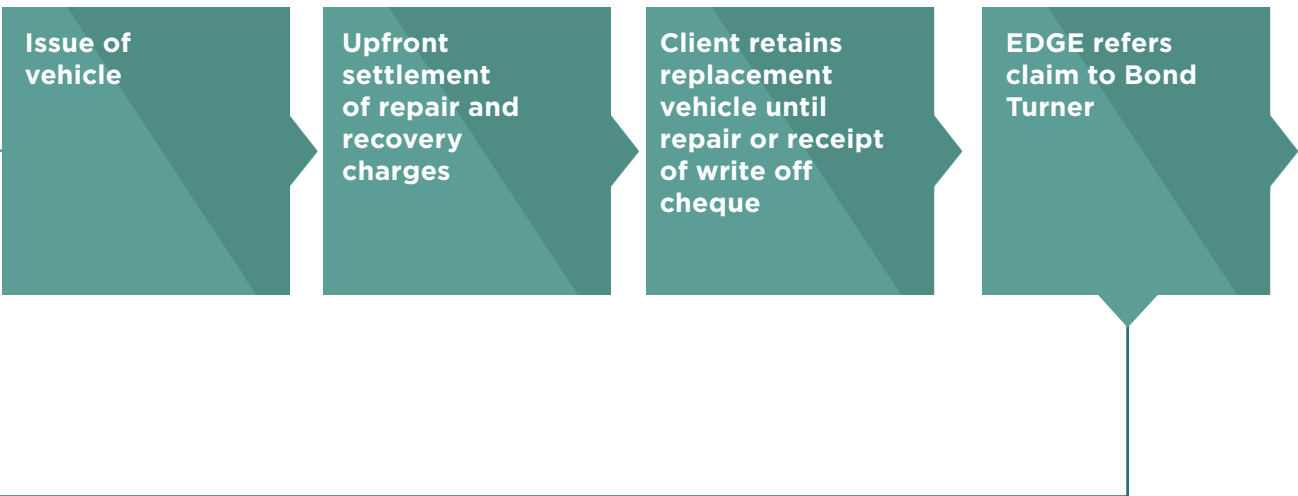 Issue of
vehicle
Upfront
settlement
of repair and
recovery
charges
Client retains
replacement
vehicle until
repair or receipt
of write off
cheque
EDGE refers
claim to Bond
Turner